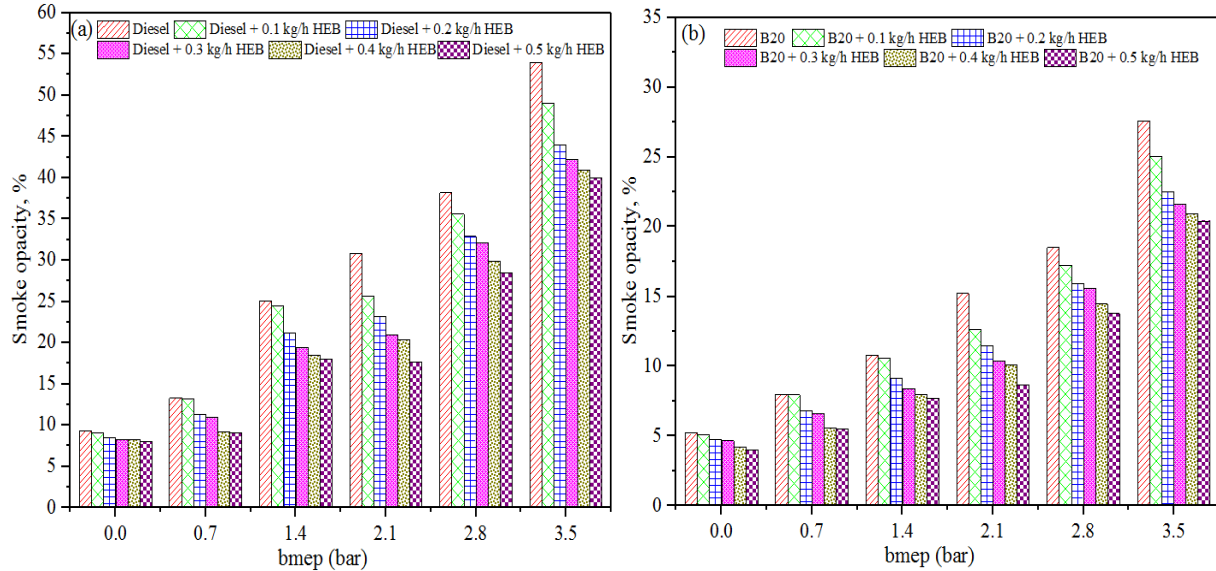 (a) Diesel Diesel + 0.1 kg/h HEB Diesel + 0.2 kg/h HEB
Diesel + 0.3 kg/h HEB Diesel + 0.4 kg/h HEB Diesel + 0.5 kg/h HEB
60
55
50
45
40
35
30
25
20
15
10
5
0
Smoke opacity, %
0.0 0.7 1.4 2.1 2.8 3.5
bmep (bar)
(b) B20 B20 + 0.1 kg/h HEB B20 + 0.2 kg/h HEB
B20 + 0.3 kg/h HEB B20 + 0.4 kg/h HEB B20 + 0.5 kg/h HEB
35
30
25
20
15
10
5
0
Smoke opacity, %
0.0 0.7 1.4 2.1 2.8 3.5
bmep (bar)